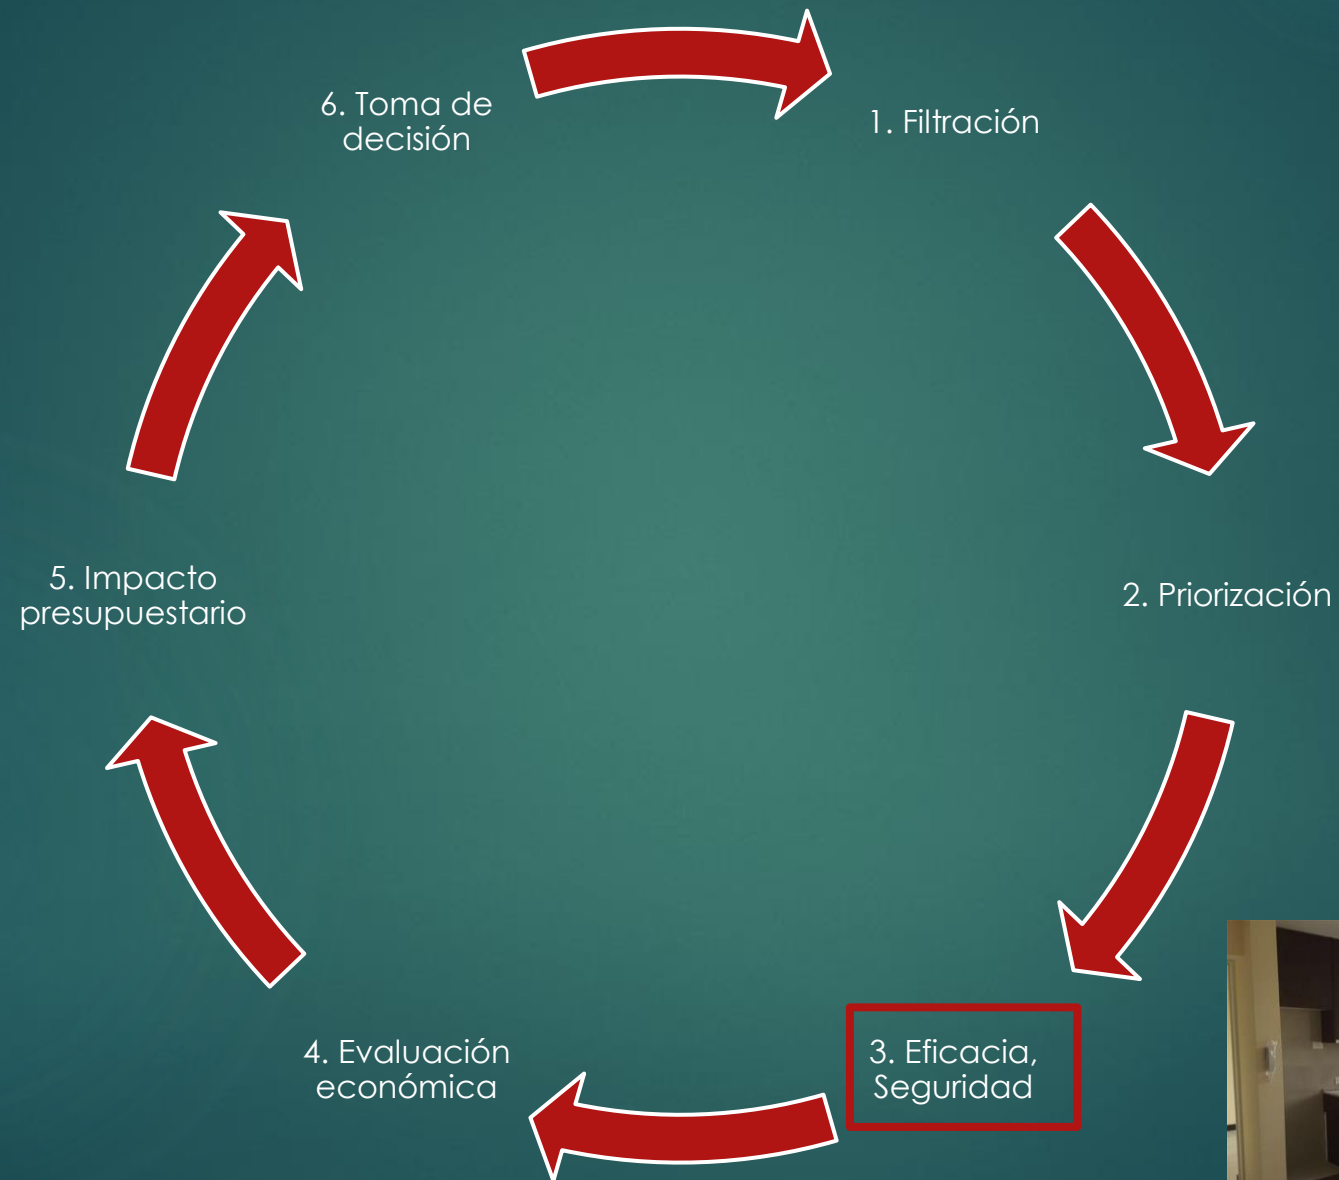 1. Filtración
2. Priorización
3. Eficacia,
Seguridad
4. Evaluación
económica
5. Impacto
presupuestario
6. Toma de
decisión